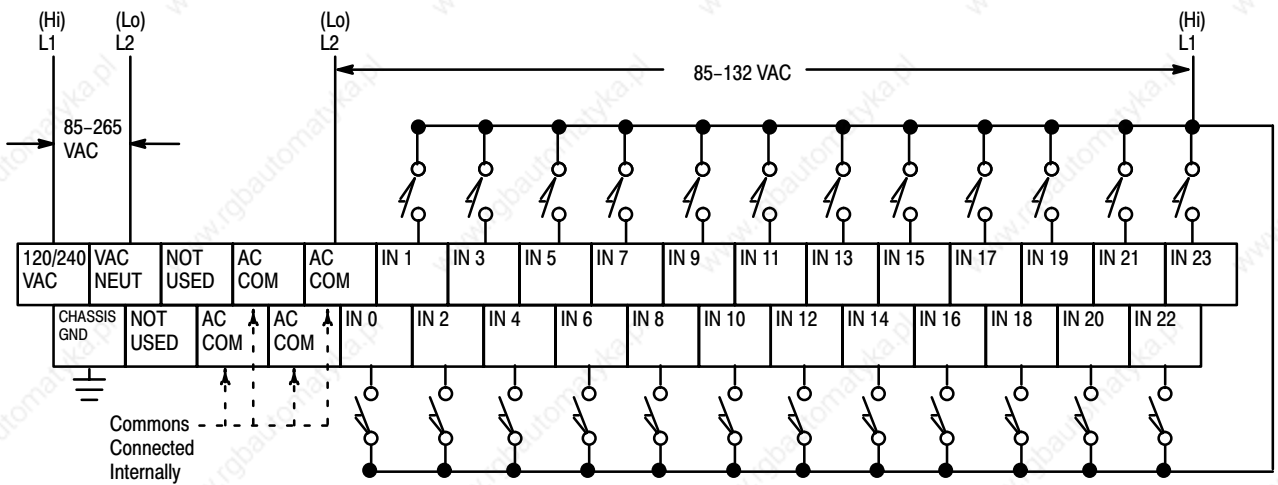 (Hi)
L1
(Lo)
L2
(Lo)
L2
(Hi)
L1
85–132 VAC
85–265
VAC
120/240
VAC
VAC
NEUT
NOT
USED
AC
COM
AC
COM
IN 1
IN 3
IN 5
IN 7
IN 9
IN 11
IN 13
IN 15
IN 17
IN 19
IN 21
IN 23
CHASSIS
GND
NOT
USED
AC
COM
AC
COM
IN 0
IN 2
IN 4
IN 6
IN 8
IN 10
IN 12
IN 14
IN 16
IN 18
IN 20
IN 22
Commons
Connected
Internally
www.rgbautomatyka.pl